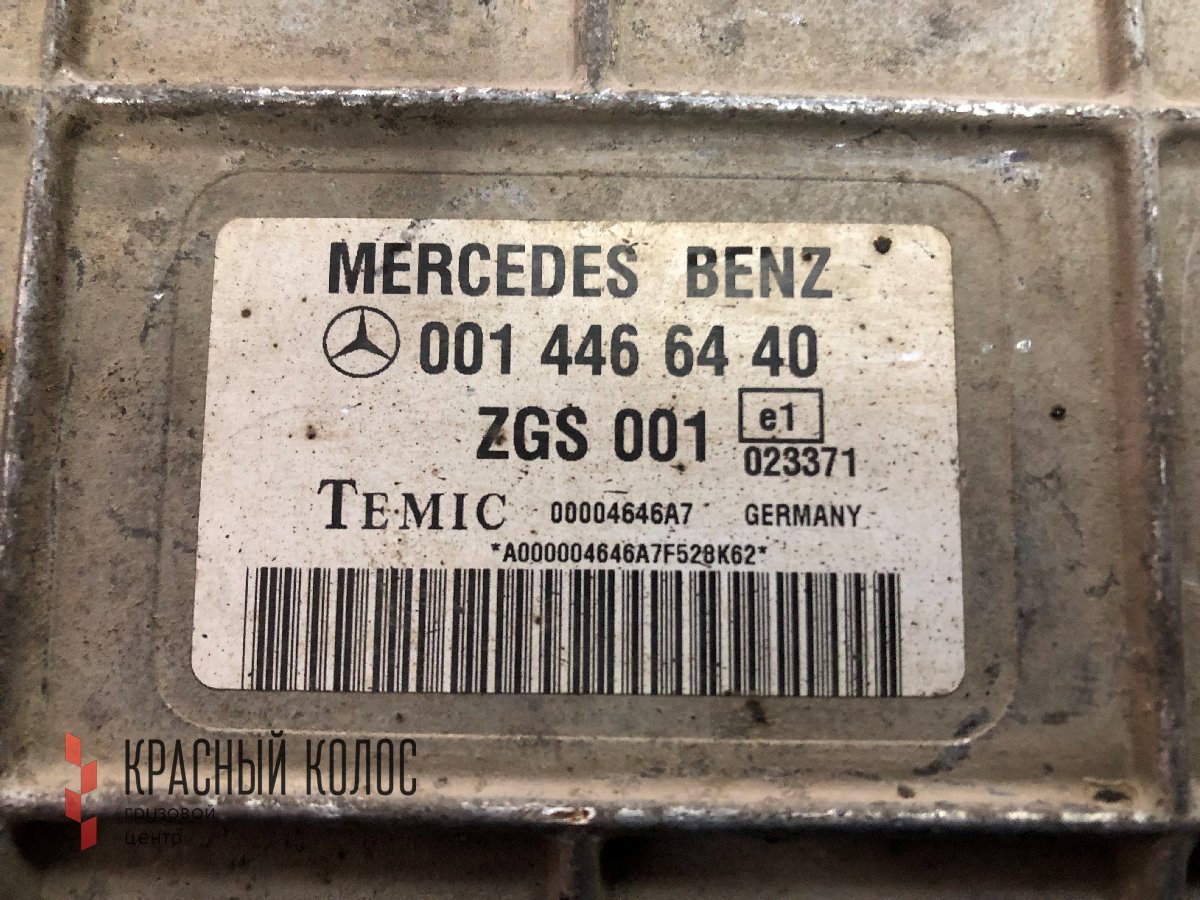 MERCEDES BENZ
001 446 64 40
ZGS 001 e1
023371
TEMIC 00004646A7 GERMANY
*A000004646A7F528K62*
КРАСНЫЙ КОЛОС
грузовой
центр